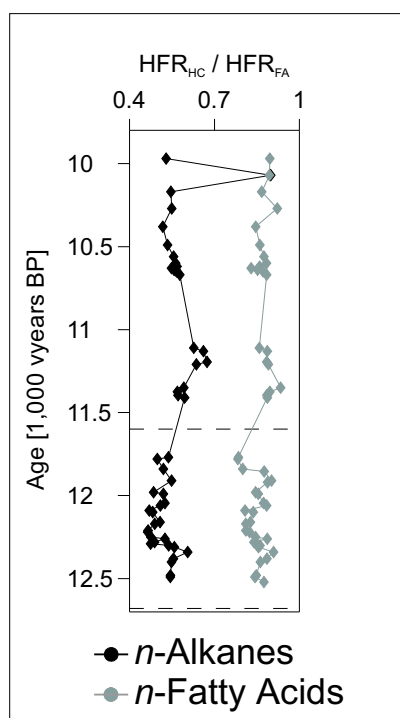 HFR_HC / HFR_FA
0.4 0.7 1
10
10.5
11
11.5
12
12.5
Age [1,000 vyears BP]
n-Alkanes
n-Fatty Acids